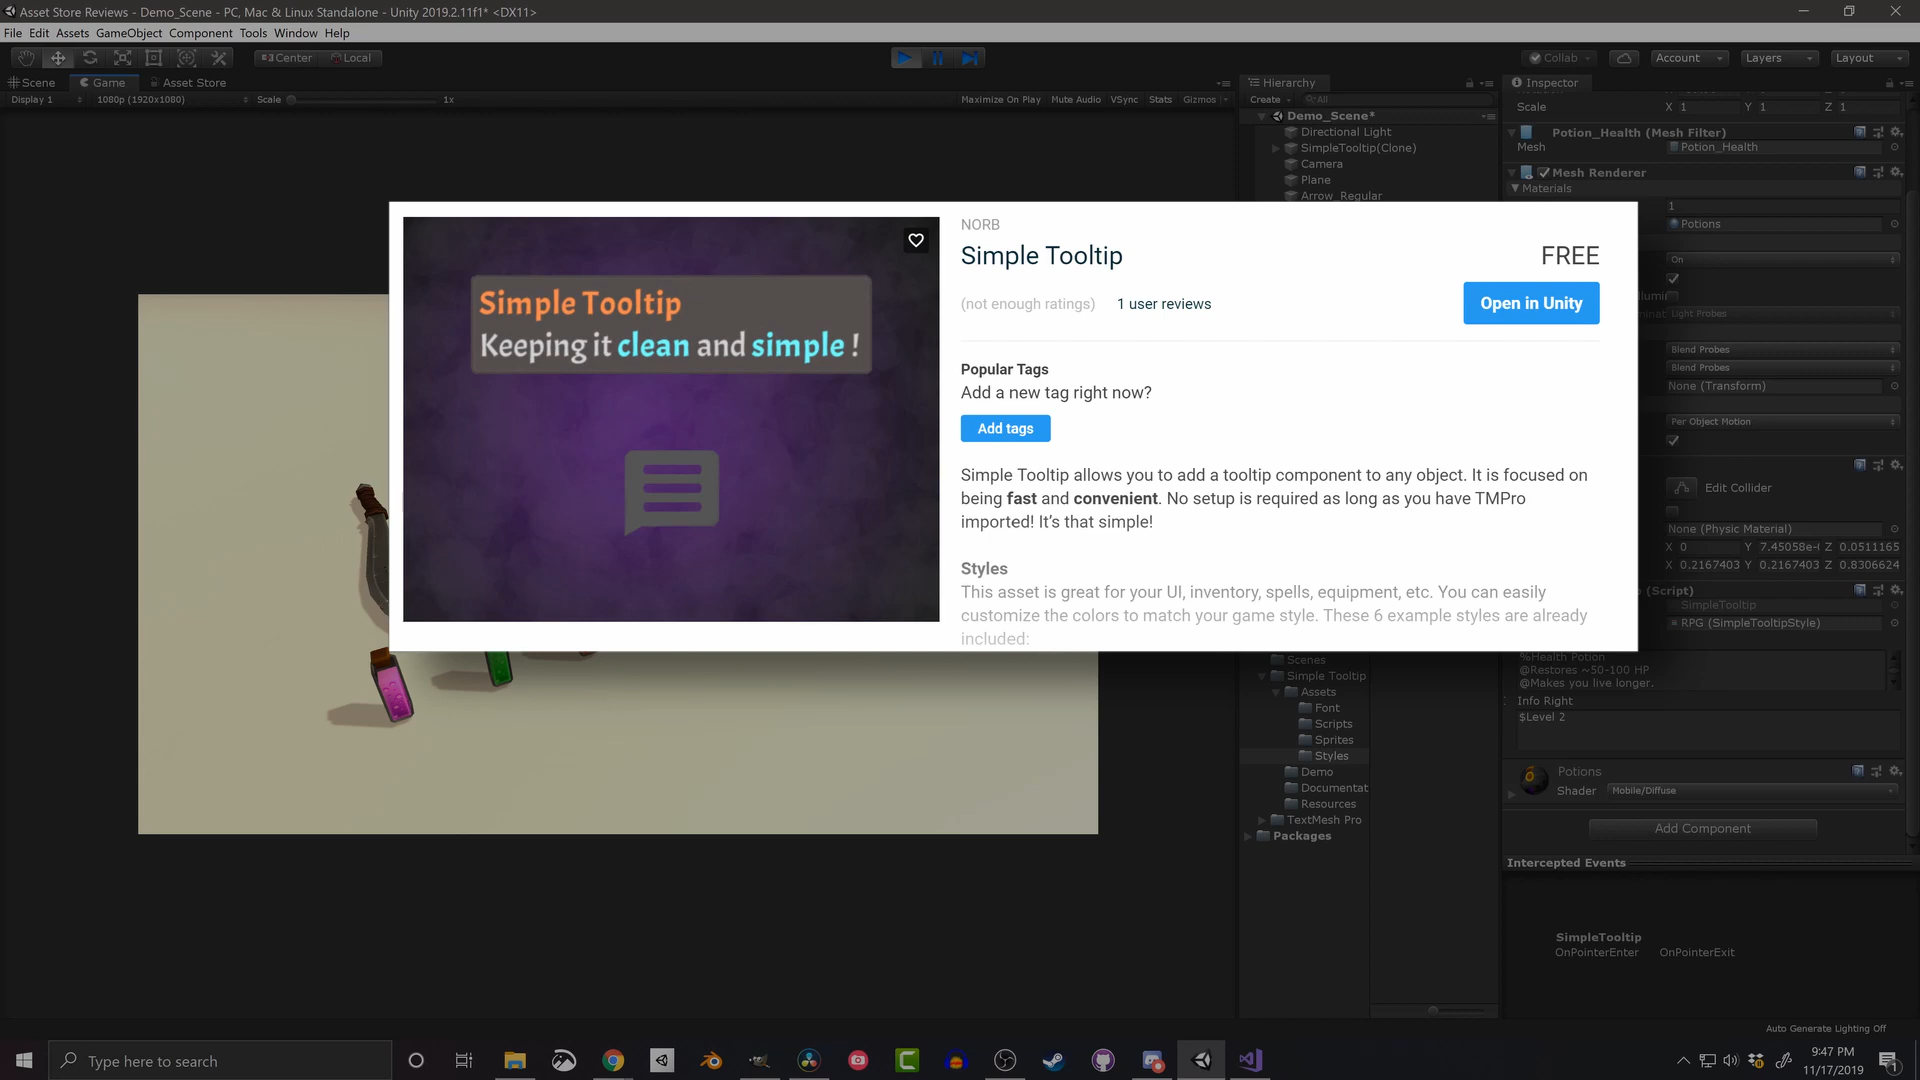 Asset Store Reviews - Demo_Scene - PC, Mac & Linux Standalone - Unity 2019.2.11f1* <DX11>
File Edit Assets GameObject Component Tools Window Help
Center Local
Collab Account Layers Layout
Scene Game Asset Store
Display 1 1080p (1920x1080) Scale 1x Maximize On Play Mute Audio VSync Stats Gizmos
Hierarchy
Create All
Demo_Scene*
Directional Light
SimpleTooltip(Clone)
Camera
Plane
Arrow_Regular
Inspector
Scale X 1 Y 1 Z 1
Potion_Health (Mesh Filter)
Mesh Potion_Health
Mesh Renderer
Materials
1
Potions
On
Light Probes
Blend Probes
Blend Probes
None (Transform)
Per Object Motion
Edit Collider
None (Physic Material)
X 0 Y 7.45058e-( Z 0.0511165
X 0.2167403 Y 0.2167403 Z 0.8306624
(Script)
SimpleTooltip
RPG (SimpleTooltipStyle)
%Health Potion
@Restores ~50-100 HP
@Makes you live longer.
Info Right
$Level 2
Potions
Shader Mobile/Diffuse
Add Component
Intercepted Events
SimpleTooltip
OnPointerEnter OnPointerExit
Auto Generate Lighting Off
Simple Tooltip
Keeping it clean and simple !
NORB
Simple Tooltip FREE
(not enough ratings) 1 user reviews Open in Unity
Popular Tags
Add a new tag right now?
Add tags
Simple Tooltip allows you to add a tooltip component to any object. It is focused on
being fast and convenient. No setup is required as long as you have TMPro
imported! It's that simple!
Styles
This asset is great for your UI, inventory, spells, equipment, etc. You can easily
customize the colors to match your game style. These 6 example styles are already
included:
Scenes
Simple Tooltip
Assets
Font
Scripts
Sprites
Styles
Demo
Documentat
Resources
TextMesh Pro
Packages
Type here to search
9:47 PM
11/17/2019
1